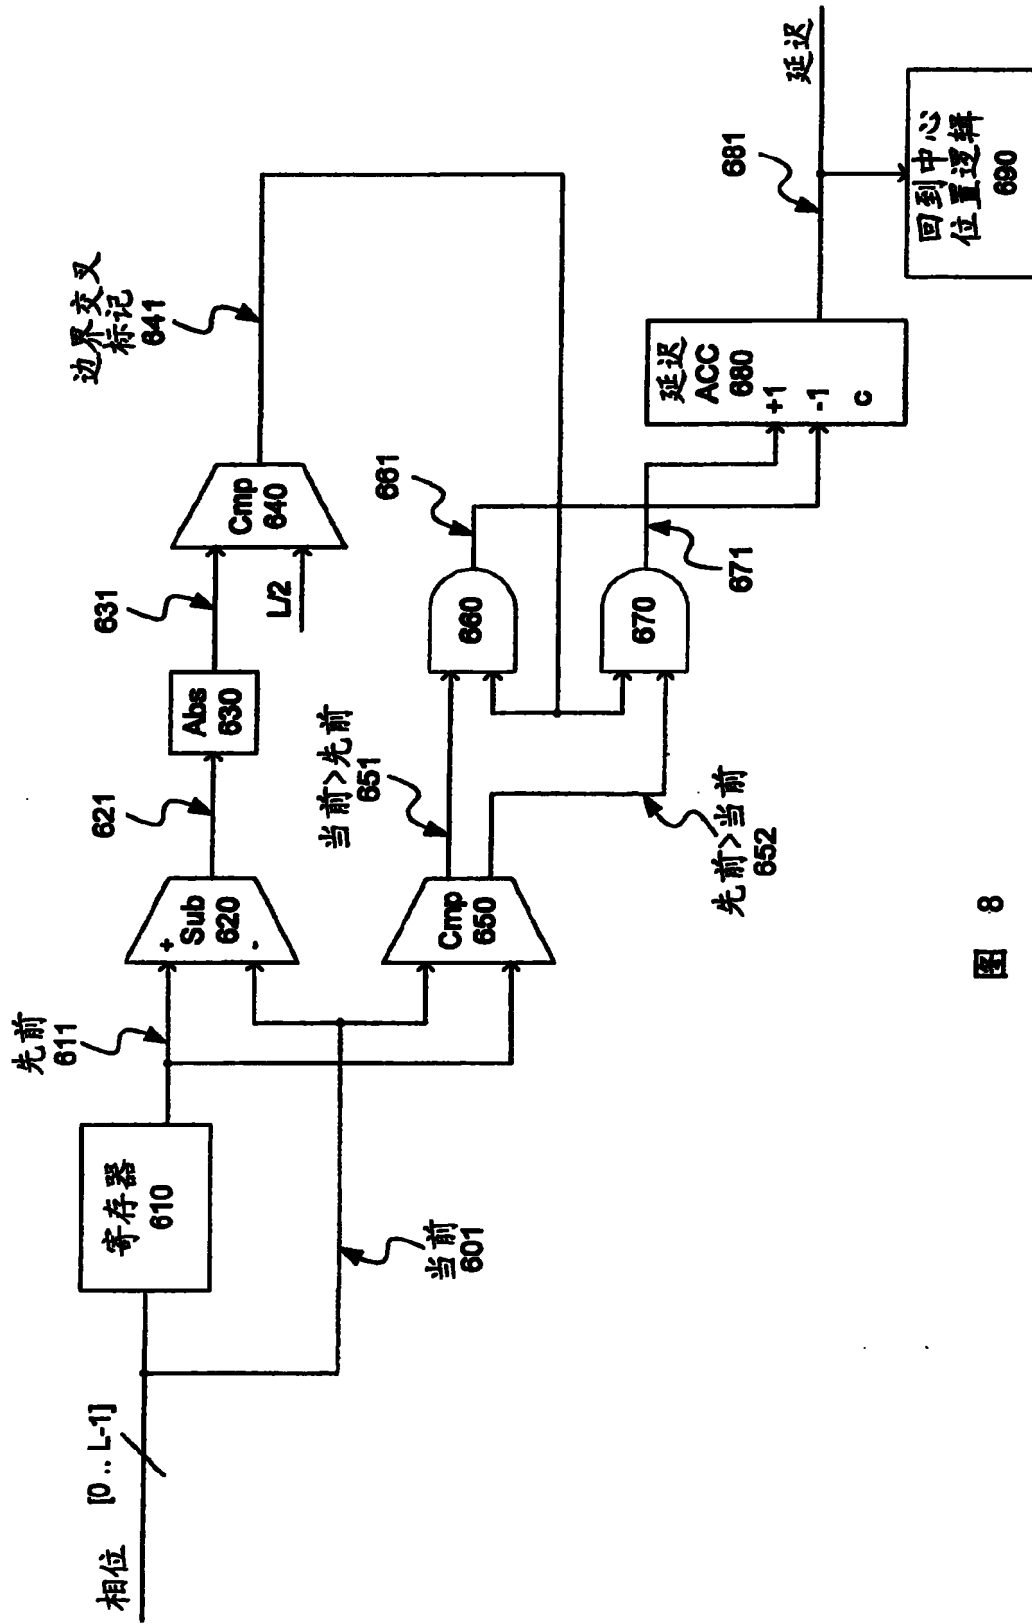 相位
[0 .. L-1]
寄存器
610
先前
611
当前
601
+
Sub
620
-
621
Abs
630
631
L/2
Cmp
640
边界交叉
标记
641
Cmp
650
当前>先前
651
先前>当前
652
660
661
670
671
延迟
ACC
680
+1
-1
c
681
延迟
回到中心
位置逻辑
690
图 8